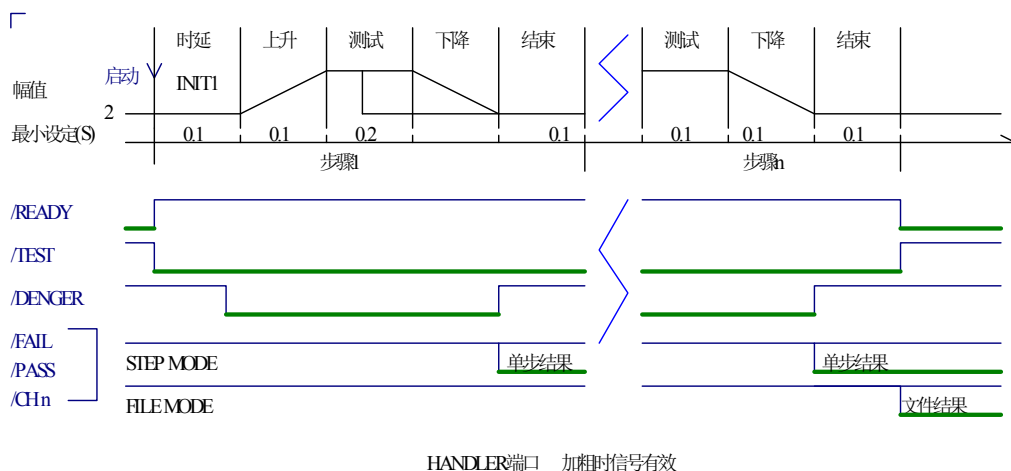 时延 上升 测试 下降 结束 测试 下降 结束
启动 INIT1
幅值
2
最小设定(S) 0.1 0.1 0.2 0.1 0.1 0.1 0.1
步骤1 步骤n
/READY
/TEST
/DENGER
/FAIL
STEP MODE 单步结果 单步结果
/PASS
/CH n
FILE MODE 文件结果
HANDLER端口 加粗时信号有效